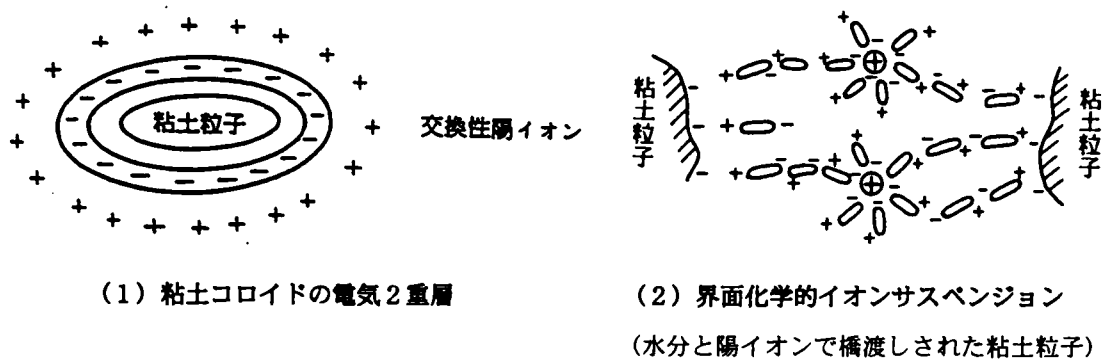 粘土粒子
交換性陽イオン
粘土粒子
粘土粒子
(1) 粘土コロイドの電気2重層
(2) 界面化学的イオンサスペンジョン
(水分と陽イオンで橋渡しされた粘土粒子)